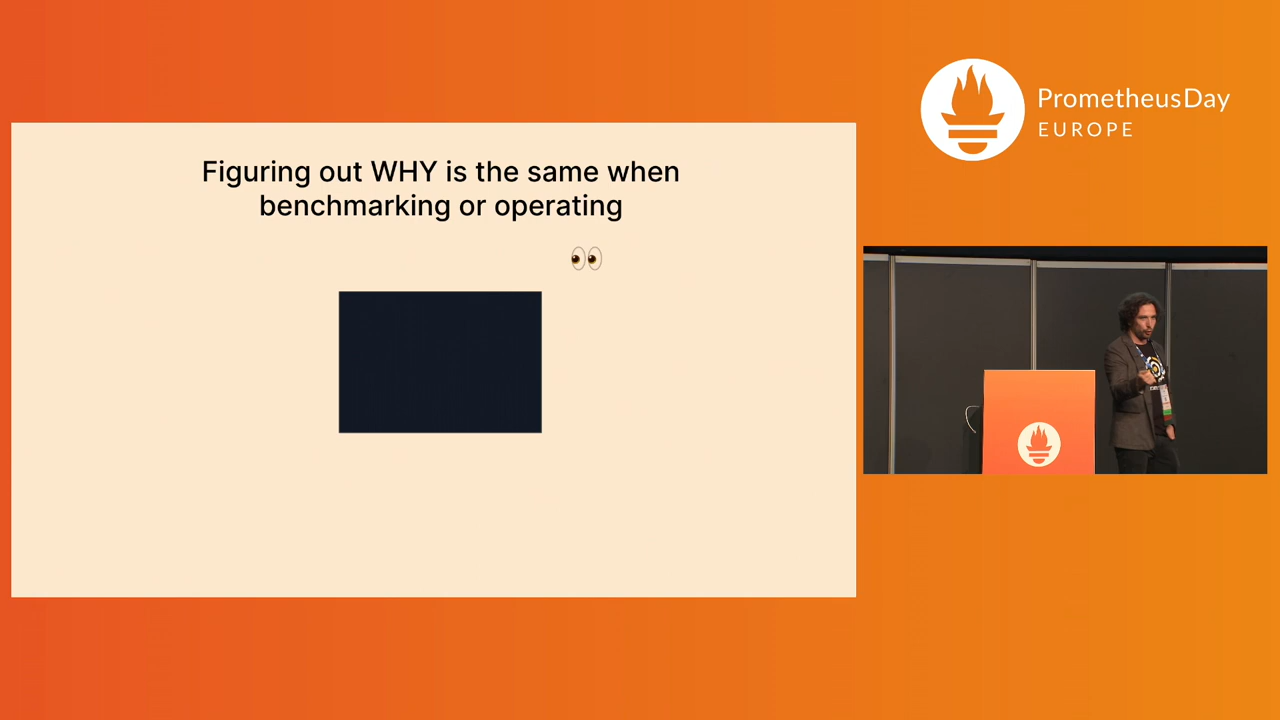 Figuring out WHY is the same when
benchmarking or operating
PrometheusDay
EUROPE